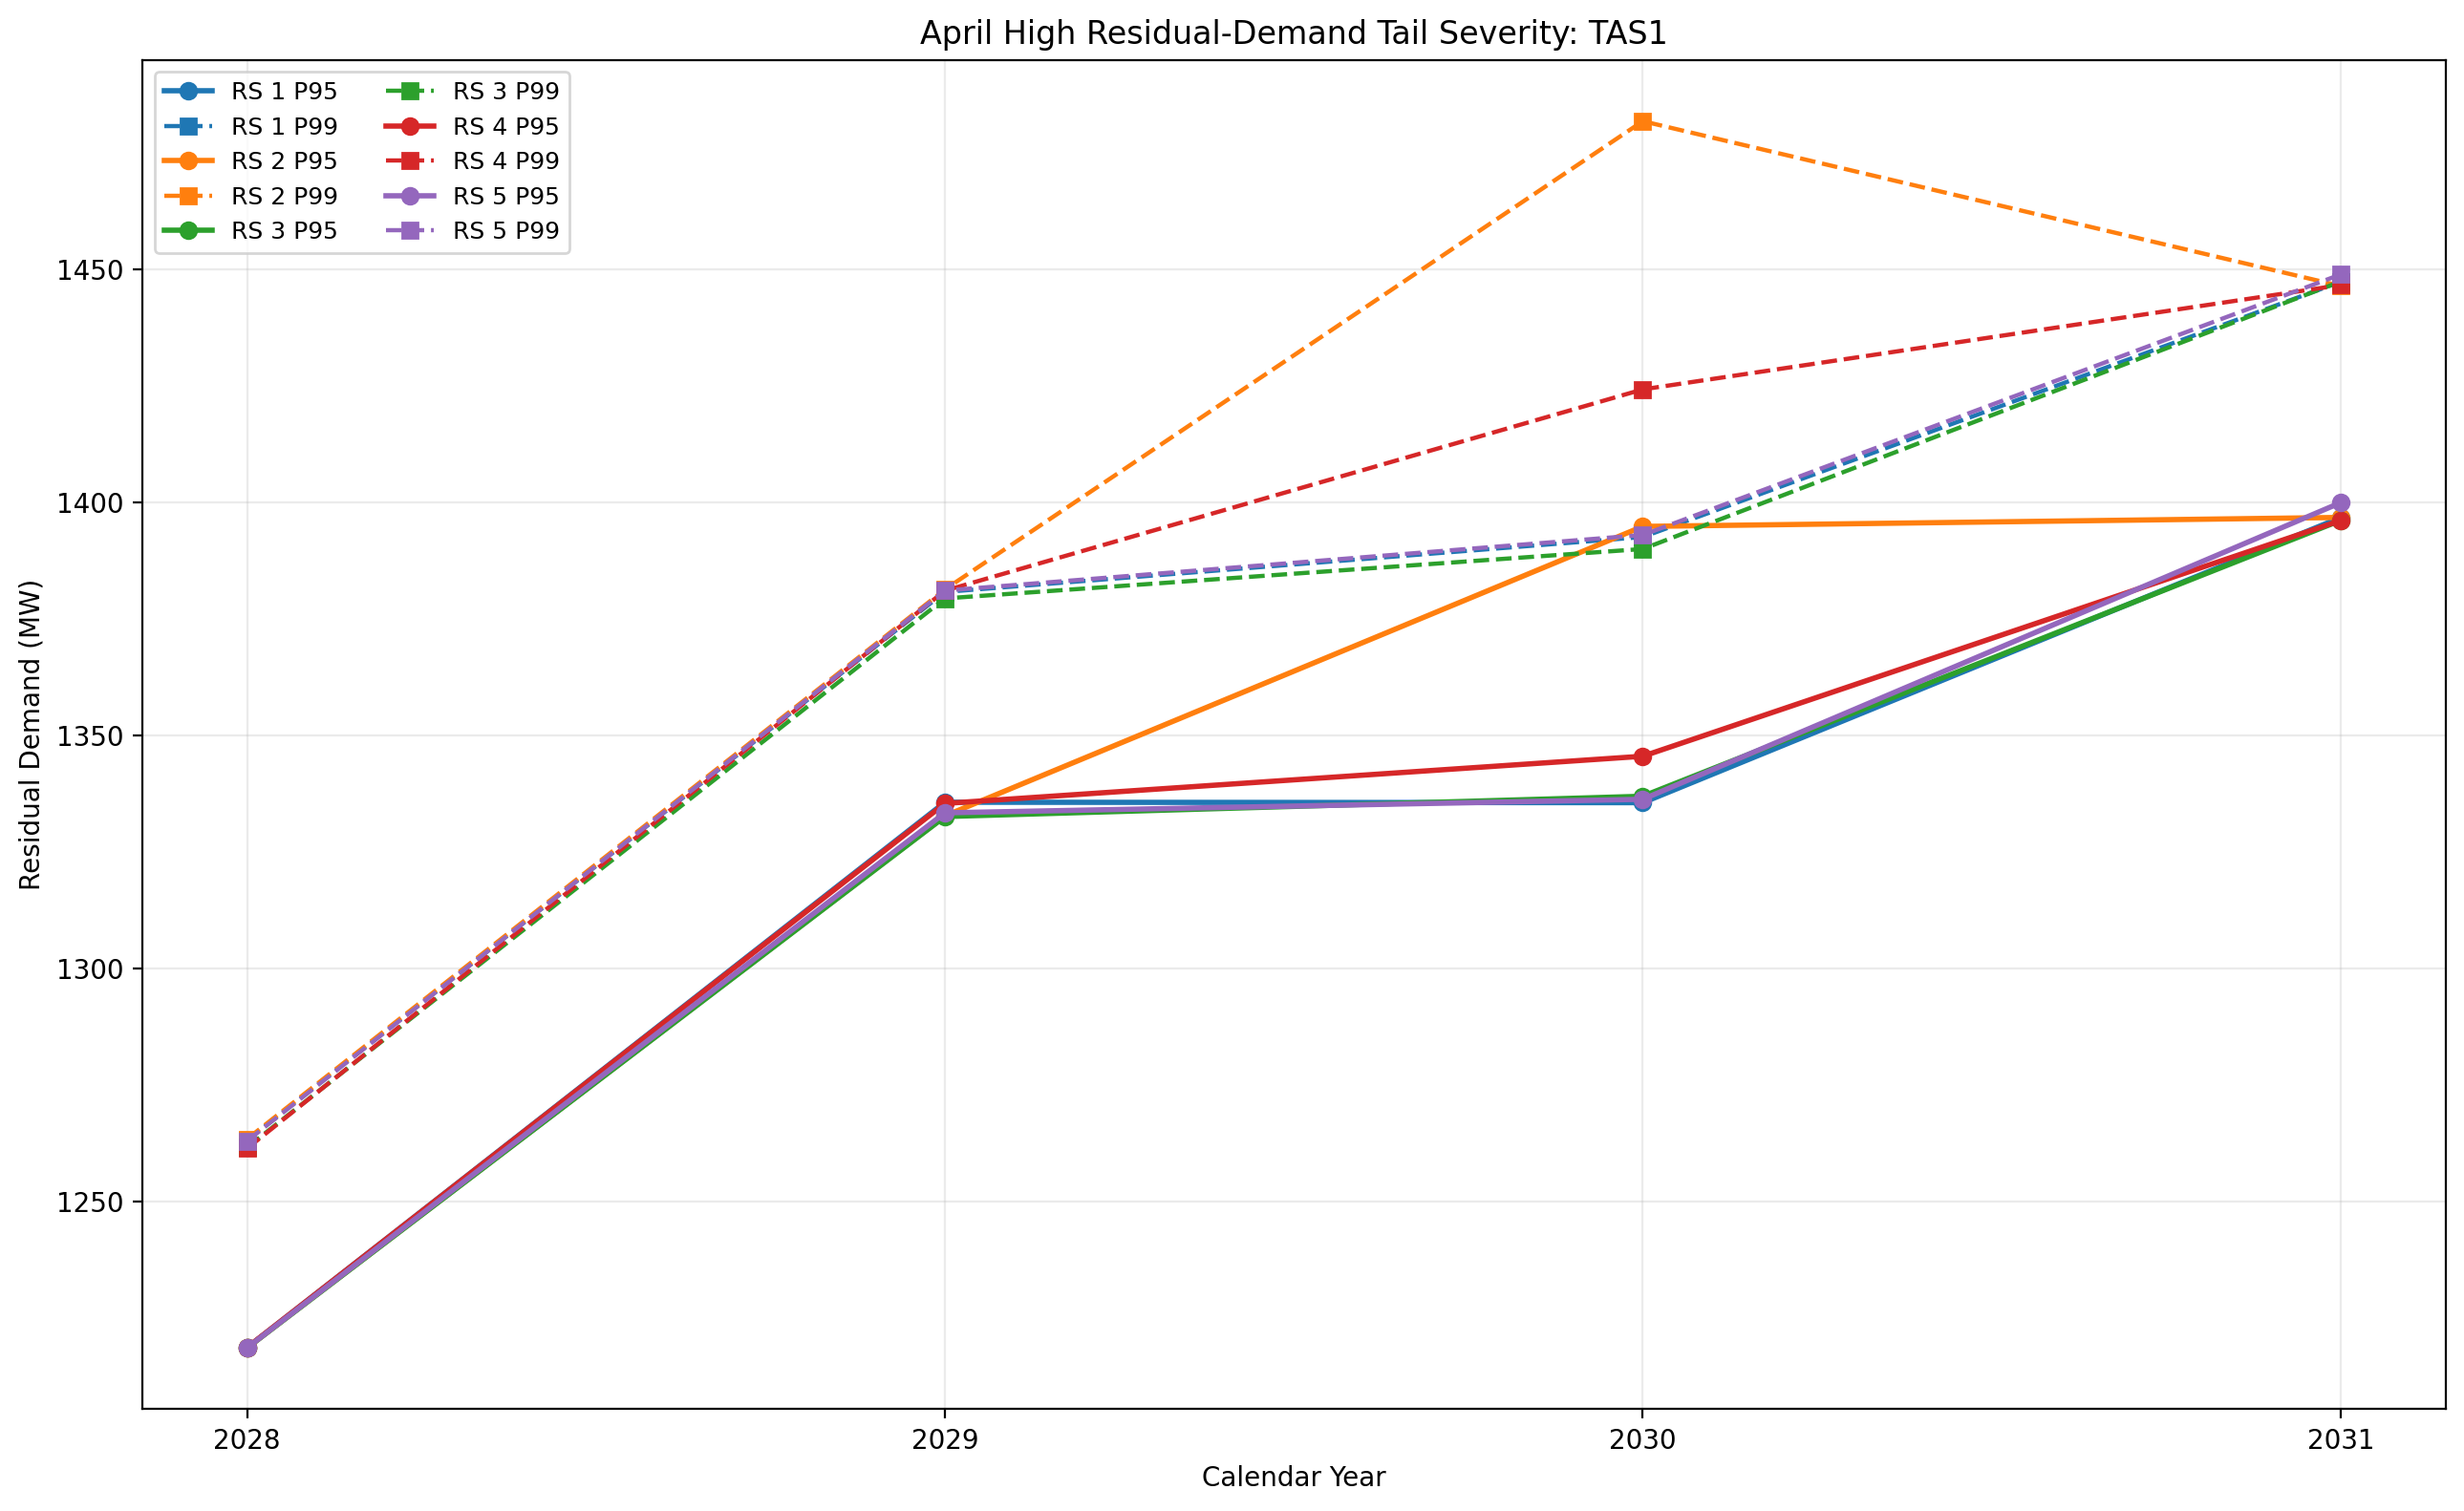 April High Residual-Demand Tail Severity: TAS1
RS 1 P95
RS 1 P99
RS 2 P95
RS 2 P99
RS 3 P95
RS 3 P99
RS 4 P95
RS 4 P99
RS 5 P95
RS 5 P99
Residual Demand (MW)
1450
1400
1350
1300
1250
2028
2029
2030
2031
Calendar Year